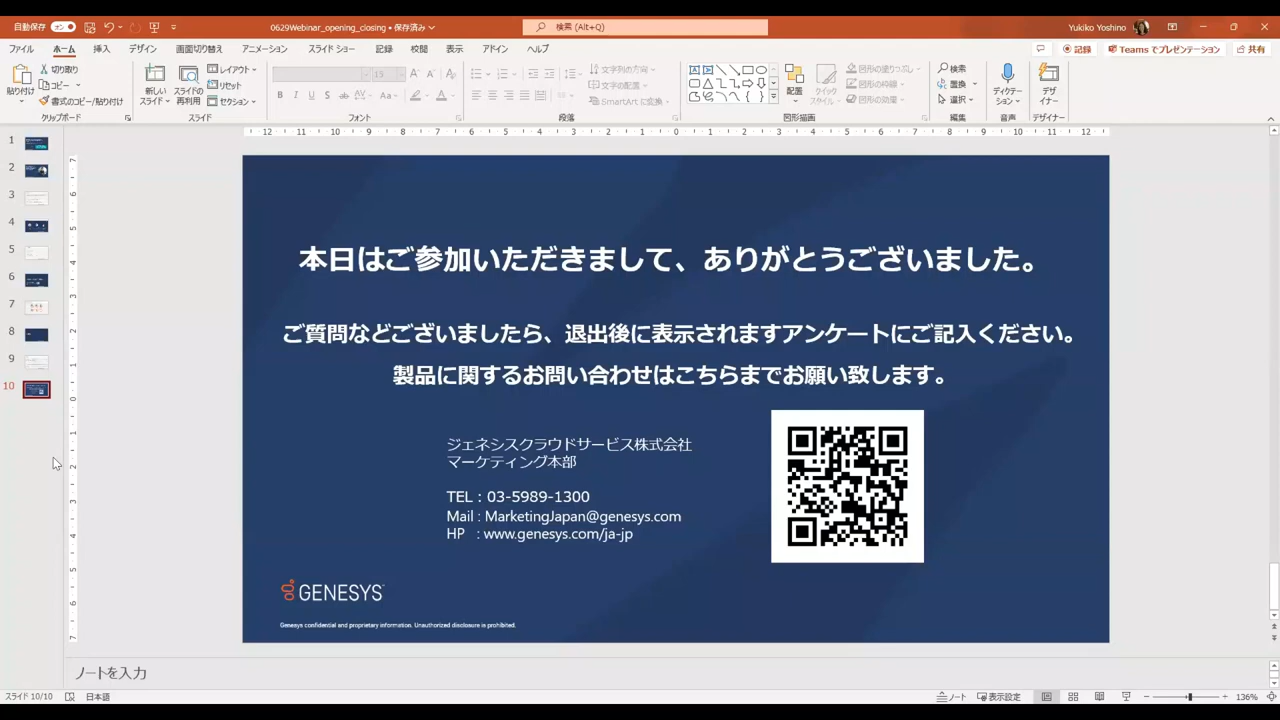 自動保存 オン
0629Webinar_opening_closing • 保存済み
検索 (Alt+Q)
Yukiko Yoshino
ファイル ホーム 挿入 デザイン 画面切り替え アニメーション スライド ショー 記録 校閲 表示 アドイン ヘルプ
記録 Teams でプレゼンテーション 共有
貼り付け 切り取り コピー 書式のコピー/貼り付け
新しいスライド スライドの再利用 レイアウト リセット セクション
15
文字列の方向 文字の配置 SmartArt に変換
配置 クイックスタイル 図形の塗りつぶし 図形の枠線 図形の効果
検索 置換 選択
ディクテーション デザイナー
クリップボード スライド フォント 段落 図形描画 編集 音声 デザイナー
12 11 10 9 8 7 6 5 4 3 2 1 0 1 2 3 4 5 6 7 8 9 10 11 12
1
2
3
4
5
6
7
8
9
10
本日はご参加いただきまして、ありがとうございました。
ご質問などございましたら、退出後に表示されますアンケートにご記入ください。
製品に関するお問い合わせはこちらまでお願い致します。
ジェネシスクラウドサービス株式会社
マーケティング本部
TEL : 03-5989-1300
Mail : MarketingJapan@genesys.com
HP : www.genesys.com/ja-jp
GENESYS
Genesys confidential and proprietary information. Unauthorized disclosure is prohibited.
ノートを入力
スライド 10/10 日本語 ノート 表示設定 136%